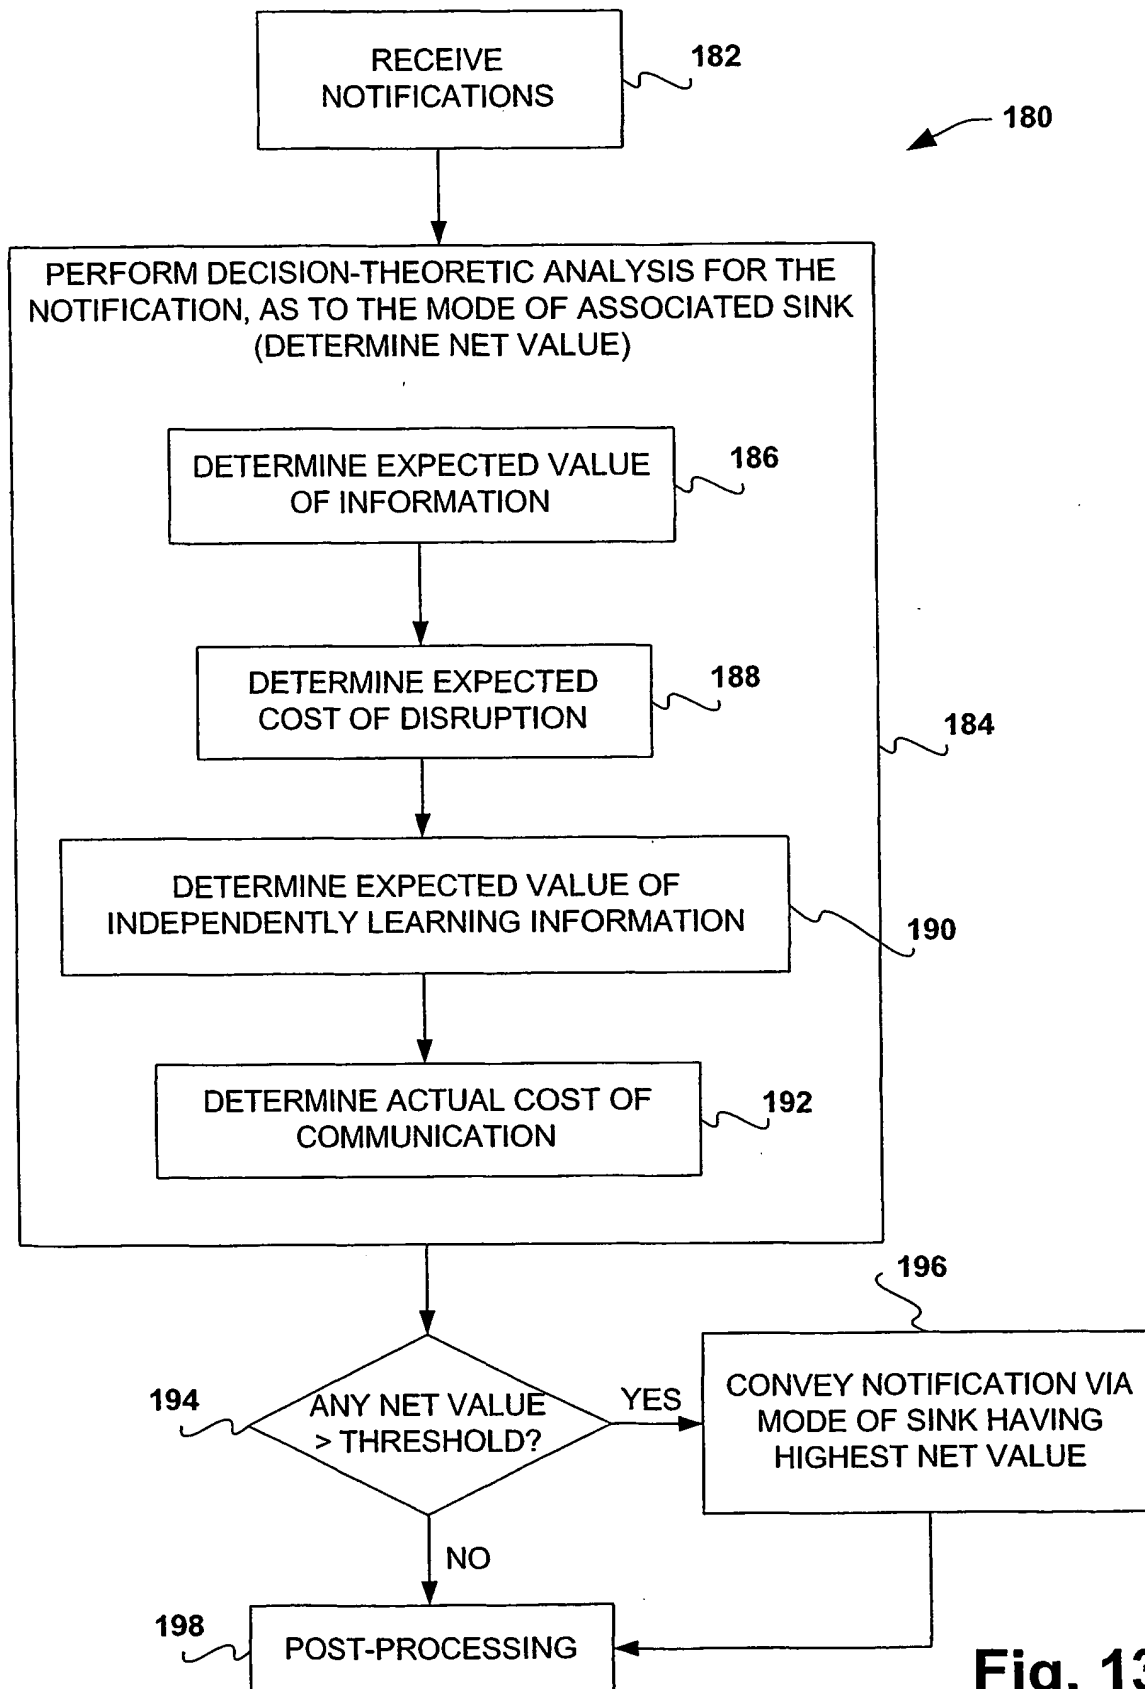 RECEIVE
NOTIFICATIONS
182
180
PERFORM DECISION-THEORETIC ANALYSIS FOR THE
NOTIFICATION, AS TO THE MODE OF ASSOCIATED SINK
(DETERMINE NET VALUE)
DETERMINE EXPECTED VALUE
OF INFORMATION
186
DETERMINE EXPECTED
COST OF DISRUPTION
188
184
DETERMINE EXPECTED VALUE OF
INDEPENDENTLY LEARNING INFORMATION
190
DETERMINE ACTUAL COST OF
COMMUNICATION
192
196
194
ANY NET VALUE
> THRESHOLD?
YES
CONVEY NOTIFICATION VIA
MODE OF SINK HAVING
HIGHEST NET VALUE
NO
198
POST-PROCESSING
Fig. 13